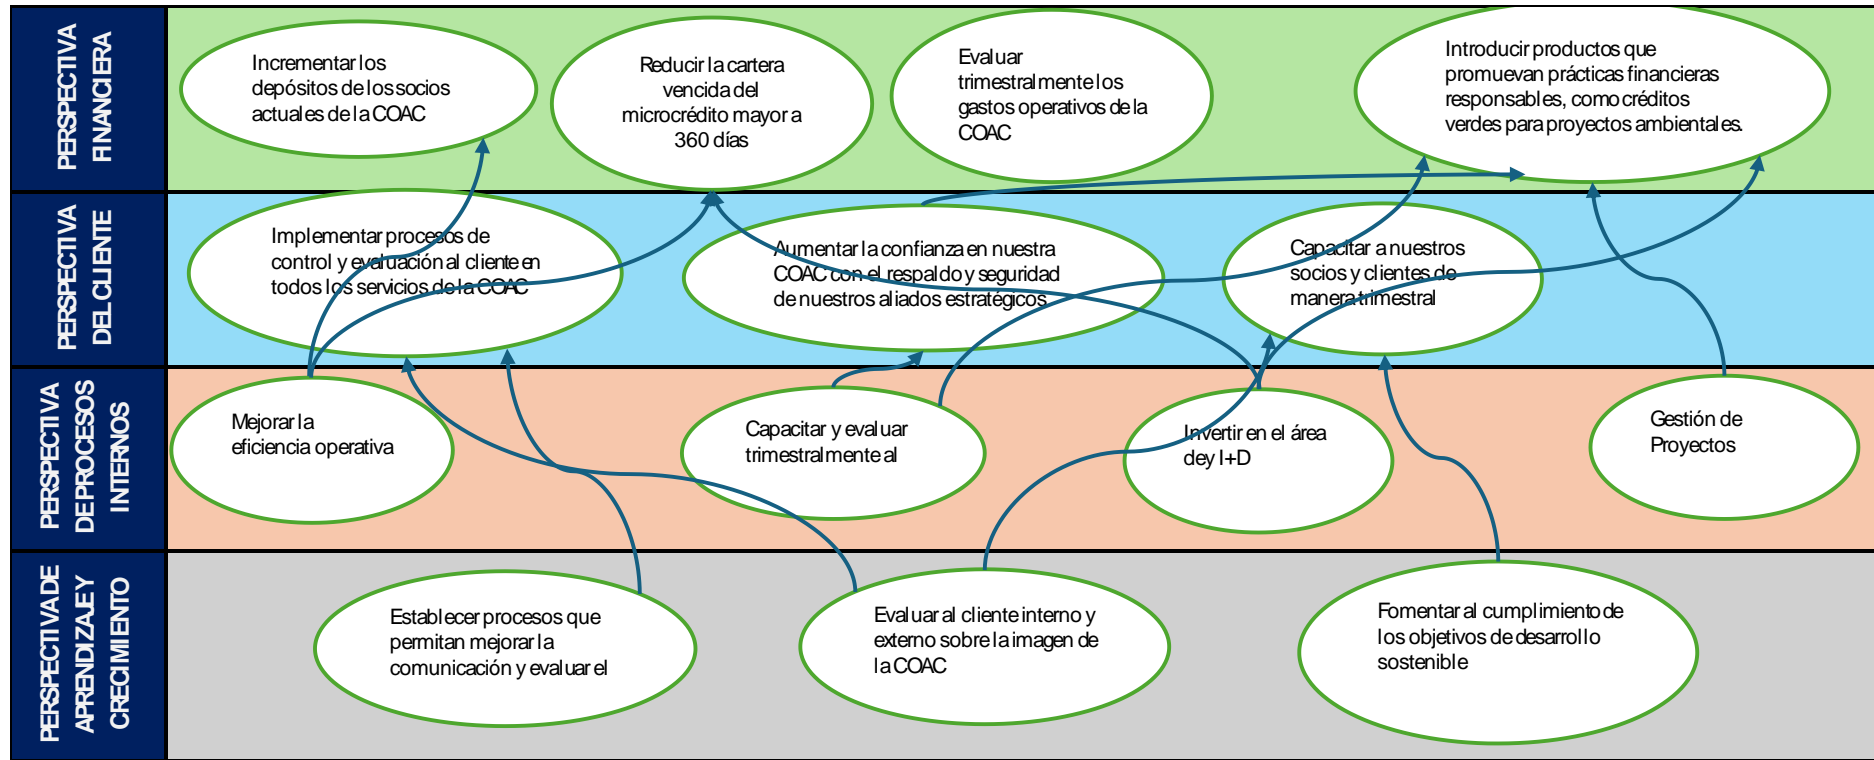 PERSPECTIVA
FINANCIERA
Incrementar los
depósitos de los socios
actuales de la COAC
Reducir la cartera
vencida del
microcrédito mayor a
360 días
Evaluar
trimestralmente los
gastos operativos de la
COAC
Introducir productos que
promuevan prácticas financieras
responsables, como créditos
verdes para proyectos ambientales.
PERSPECTIVA
DEL CLIENTE
Implementar procesos de
control y evaluación al cliente en
todos los servicios de la COAC
Aumentar la confianza en nuestra
COAC con el respaldo y seguridad
de nuestros aliados estratégicos
Capacitar a nuestros
socios y clientes de
manera trimestral
PERSPECTIVA
DE PROCESOS
INTERNOS
Mejorar la
eficiencia operativa
Capacitar y evaluar
trimestralmente al
Invertir en el área
dey I+D
Gestión de
Proyectos
PERSPECTIVA DE
APRENDIZAJE Y
CRECIMIENTO
Establecer procesos que
permitan mejorar la
comunicación y evaluar el
Evaluar al cliente interno y
externo sobre la imagen de
la COAC
Fomentar al cumplimiento de
los objetivos de desarrollo
sostenible